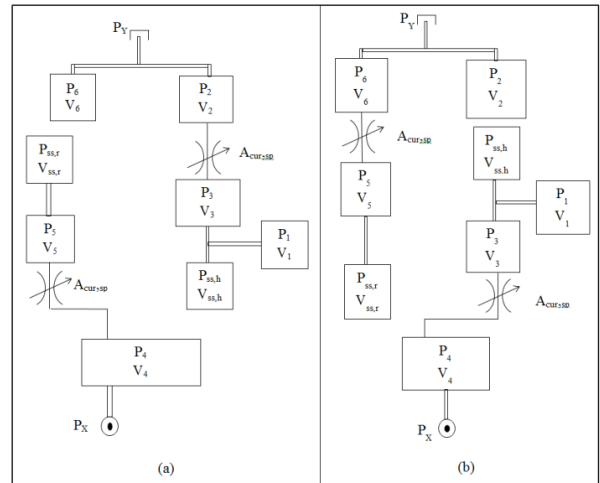 P_Y
P_6
V_6
P_2
V_2
A_cur,sp
P_ss,r
V_ss,r
P_3
V_3
P_5
V_5
P_1
V_1
P_ss,h
V_ss,h
A_cur,sp
P_4
V_4
P_X
(a)
P_Y
P_6
V_6
P_2
V_2
A_cur,sp
P_ss,h
V_ss,h
P_5
V_5
P_1
V_1
P_3
V_3
P_ss,r
V_ss,r
A_cur,sp
P_4
V_4
P_X
(b)